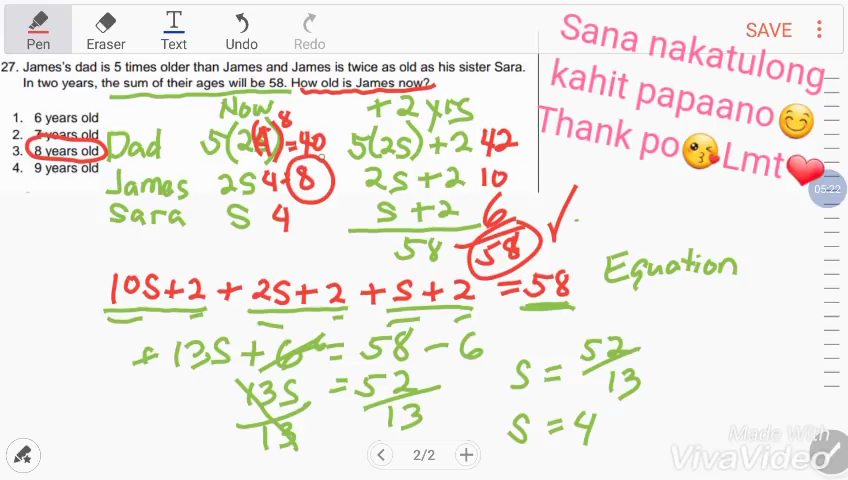 Pen
Eraser
Text
Undo
Redo
SAVE
27. James's dad is 5 times older than James and James is twice as old as his sister Sara.
In two years, the sum of their ages will be 58. How old is James now?
1. 6 years old
2. 7 years old
3. 8 years old
4. 9 years old
Now
+2 yrs
Dad 5(2(4))8=40 5(2s)+2 42
James 2s 4·8 2s+2 10
Sara s 4 s+2 6
58 58
10s+2 + 2s+2 + s+2 = 58
Equation
13s + 6 = 58 - 6
13s = 52
13 13
s = 52
13
s = 4
Sana nakatulong
kahit papaano😊
Thank po😘Lmt❤
05:22
2/2
Made With
VivaVideo